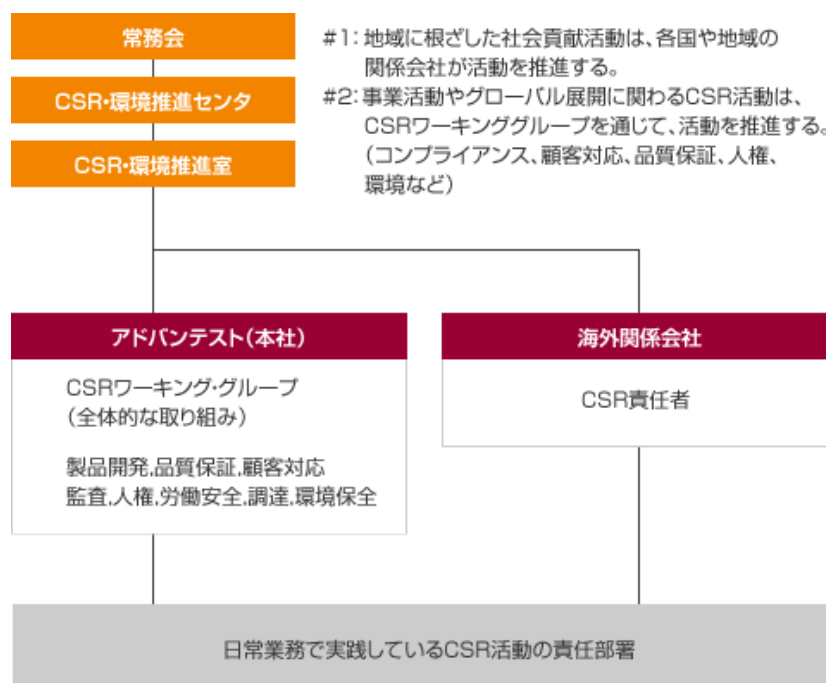 常務会
CSR・環境推進センタ
CSR・環境推進室
#1：地域に根ざした社会貢献活動は、各国や地域の
関係会社が活動を推進する。
#2：事業活動やグローバル展開に関わるCSR活動は、
CSRワーキンググループを通じて、活動を推進する。
（コンプライアンス、顧客対応、品質保証、人権、
環境など）
アドバンテスト（本社）
CSRワーキング・グループ
（全体的な取り組み）
製品開発，品質保証，顧客対応
監査，人権，労働安全，調達，環境保全
海外関係会社
CSR責任者
日常業務で実践しているCSR活動の責任部署